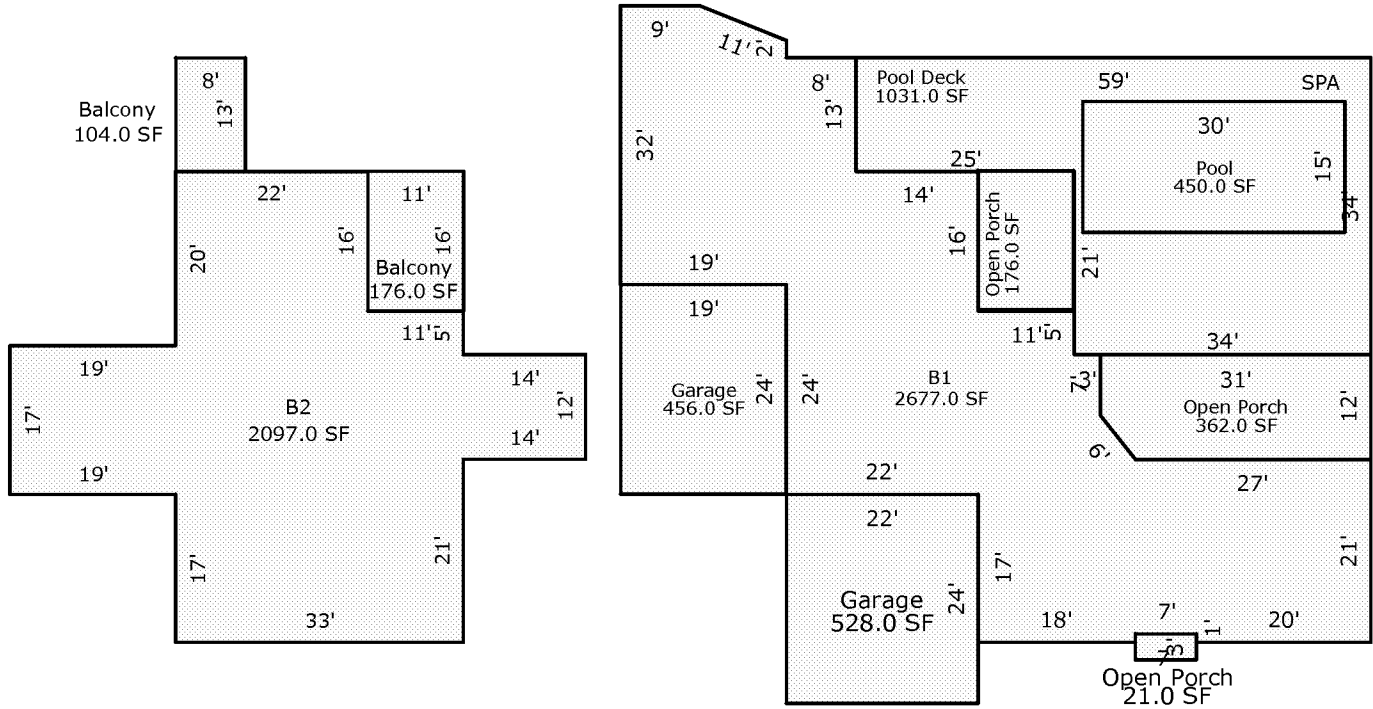 8'
13'
Balcony
104.0 SF
22'
11'
20'
16'
16'
Balcony
176.0 SF
11'
5'
19'
14'
17'
12'
B2
2097.0 SF
14'
19'
17'
21'
33'
9'
11'
2'
8'
Pool Deck
1031.0 SF
59'
SPA
13'
32'
30'
25'
15'
Pool
450.0 SF
14'
34'
16'
Open Porch
176.0 SF
21'
19'
19'
11'
5'
34'
Garage
456.0 SF
24'
24'
B1
2677.0 SF
7'
3'
31'
Open Porch
362.0 SF
12'
6'
22'
27'
22'
17'
21'
24'
Garage
528.0 SF
18'
7'
1'
20'
7'
3'
Open Porch
21.0 SF